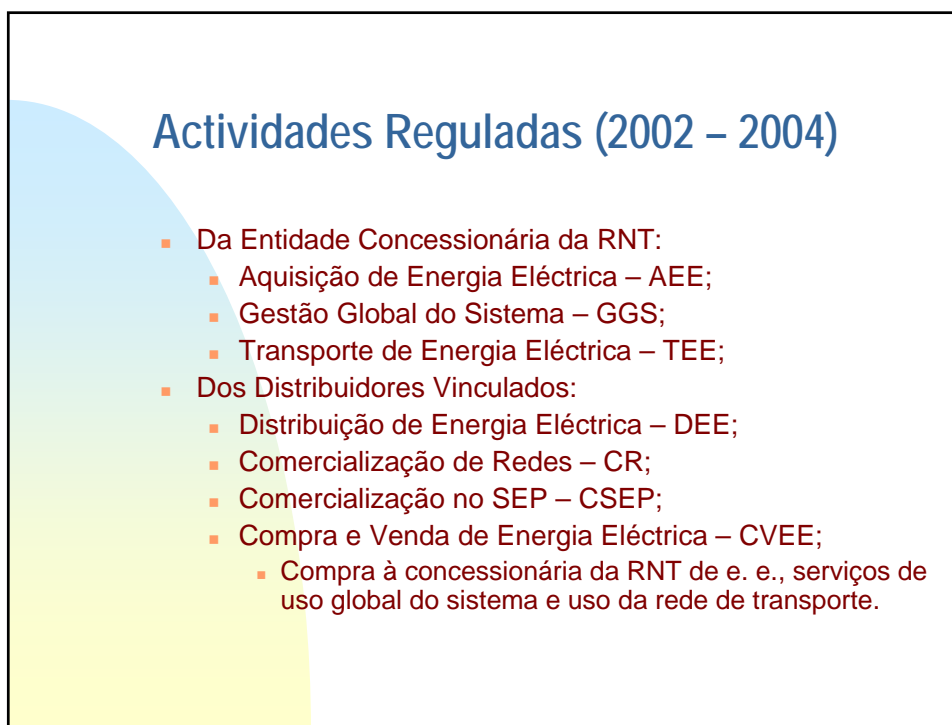 Actividades Reguladas (2002 – 2004)
Da Entidade Concessionária da RNT:
Aquisição de Energia Eléctrica – AEE;
Gestão Global do Sistema – GGS;
Transporte de Energia Eléctrica – TEE;
Dos Distribuidores Vinculados:
Distribuição de Energia Eléctrica – DEE;
Comercialização de Redes – CR;
Comercialização no SEP – CSEP;
Compra e Venda de Energia Eléctrica – CVEE;
Compra à concessionária da RNT de e. e., serviços de
uso global do sistema e uso da rede de transporte.